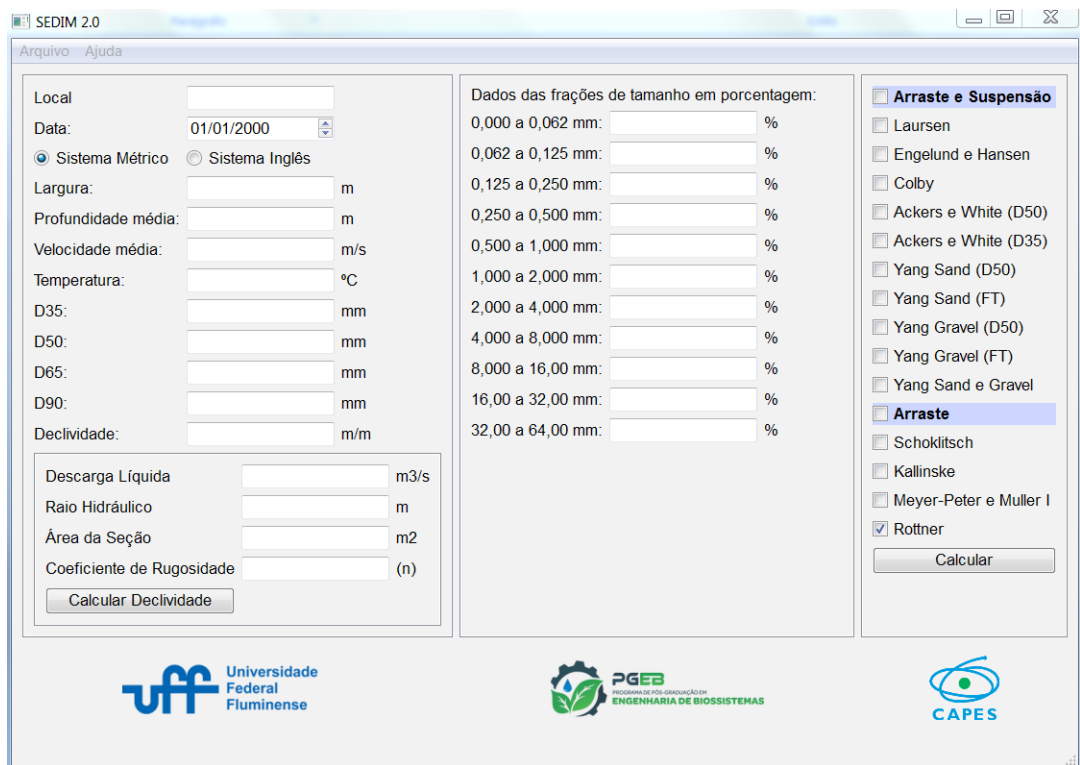 SEDIM 2.0
Arquivo Ajuda
Local
Data: 01/01/2000
Sistema Métrico Sistema Inglês
Largura: m
Profundidade média: m
Velocidade média: m/s
Temperatura: ºC
D35: mm
D50: mm
D65: mm
D90: mm
Declividade: m/m
Descarga Líquida m3/s
Raio Hidráulico m
Área da Seção m2
Coeficiente de Rugosidade (n)
Calcular Declividade
Dados das frações de tamanho em porcentagem:
0,000 a 0,062 mm: %
0,062 a 0,125 mm: %
0,125 a 0,250 mm: %
0,250 a 0,500 mm: %
0,500 a 1,000 mm: %
1,000 a 2,000 mm: %
2,000 a 4,000 mm: %
4,000 a 8,000 mm: %
8,000 a 16,00 mm: %
16,00 a 32,00 mm: %
32,00 a 64,00 mm: %
Arraste e Suspensão
Laursen
Engelund e Hansen
Colby
Ackers e White (D50)
Ackers e White (D35)
Yang Sand (D50)
Yang Sand (FT)
Yang Gravel (D50)
Yang Gravel (FT)
Yang Sand e Gravel
Arraste
Schoklitsch
Kallinske
Meyer-Peter e Muller I
Rottner
Calcular
uff
Universidade
Federal
Fluminense
PGEB
PROGRAMA DE PÓS-GRADUAÇÃO EM
ENGENHARIA DE BIOSSISTEMAS
CAPES